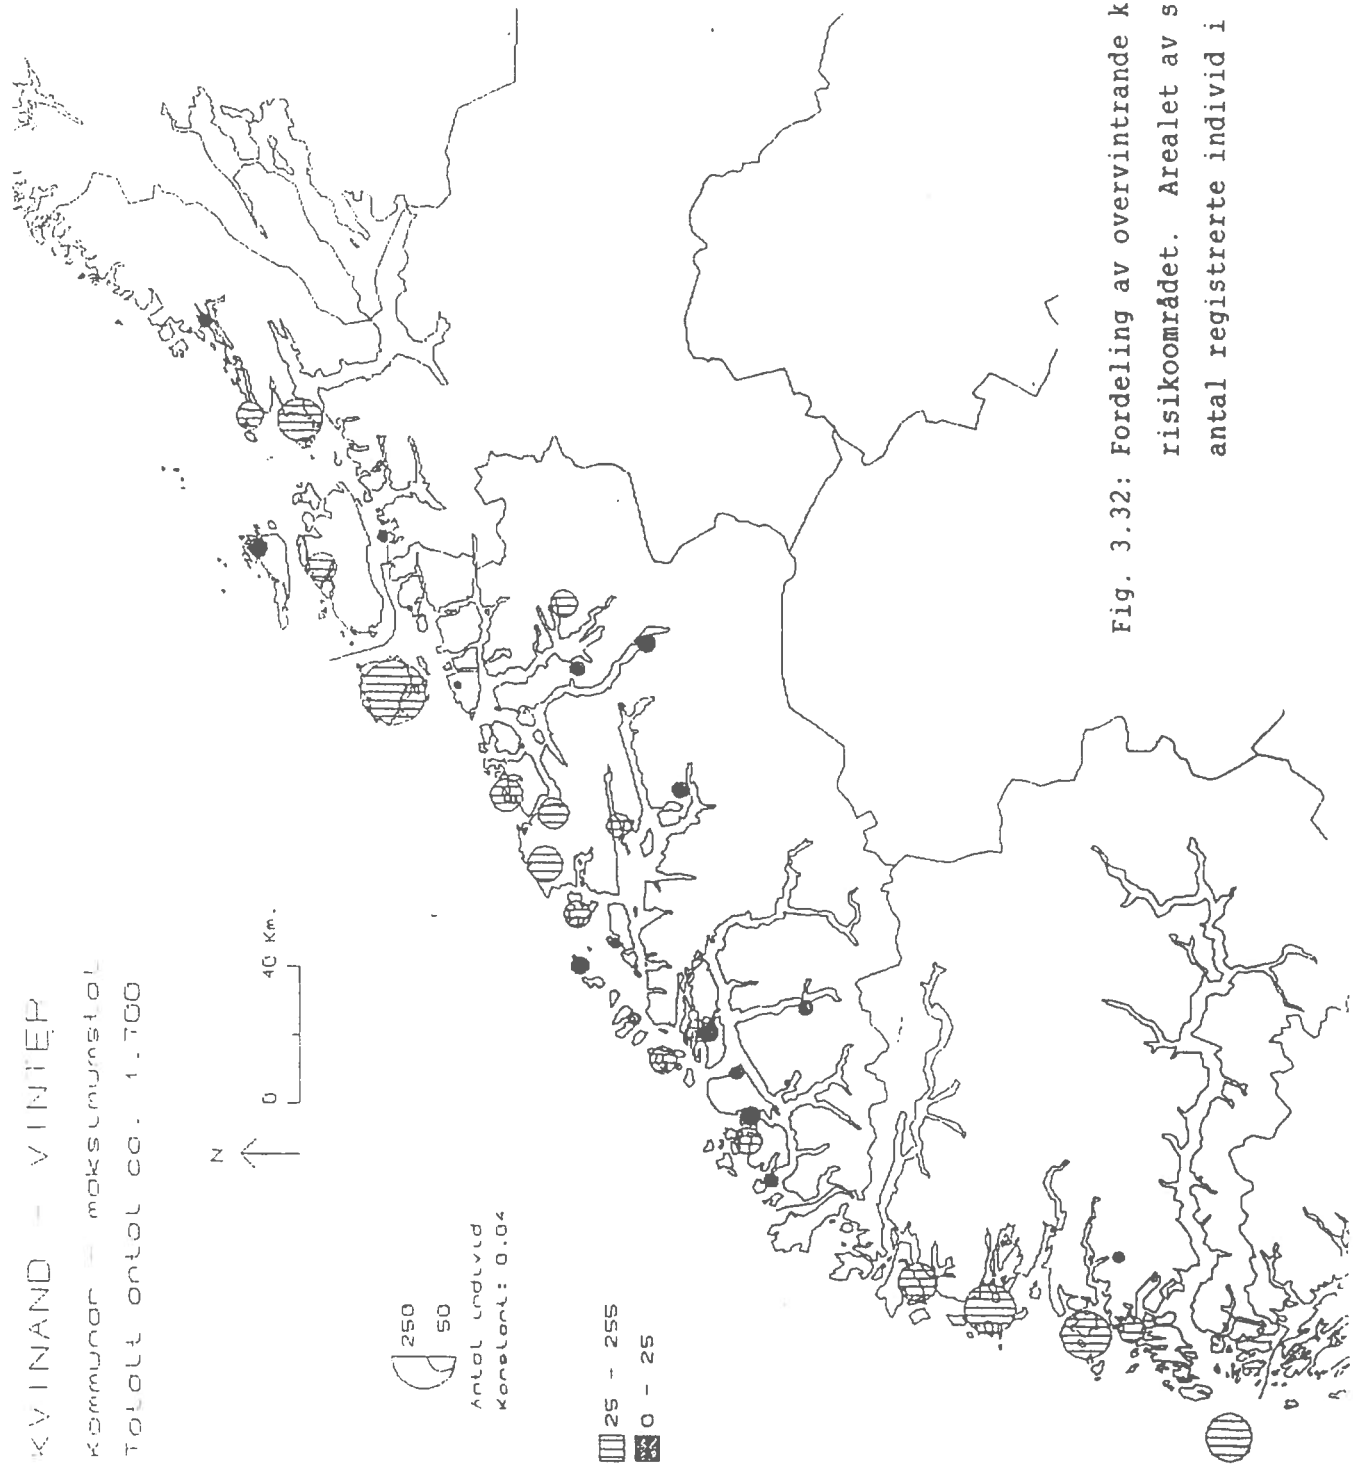 KVINAND - VINTER
Kommunar - maksimumstal
Totalt antal ca. 1.700
N
0 40 Km.
250
50
Antal individ
Konstant: 0.04
25 - 255
0 - 25
Fig. 3.32: Fordeling av overvintrande k
risikoområdet. Arealet av s
antal registrerte individ i